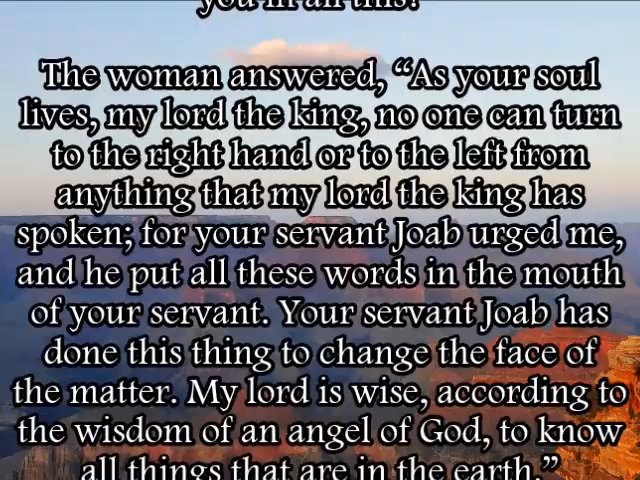 you in all this?"
The woman answered, “As your soul
lives, my lord the king, no one can turn
to the right hand or to the left from
anything that my lord the king has
spoken; for your servant Joab urged me,
and he put all these words in the mouth
of your servant. Your servant Joab has
done this thing to change the face of
the matter. My lord is wise, according to
the wisdom of an angel of God, to know
all things that are in the earth.”